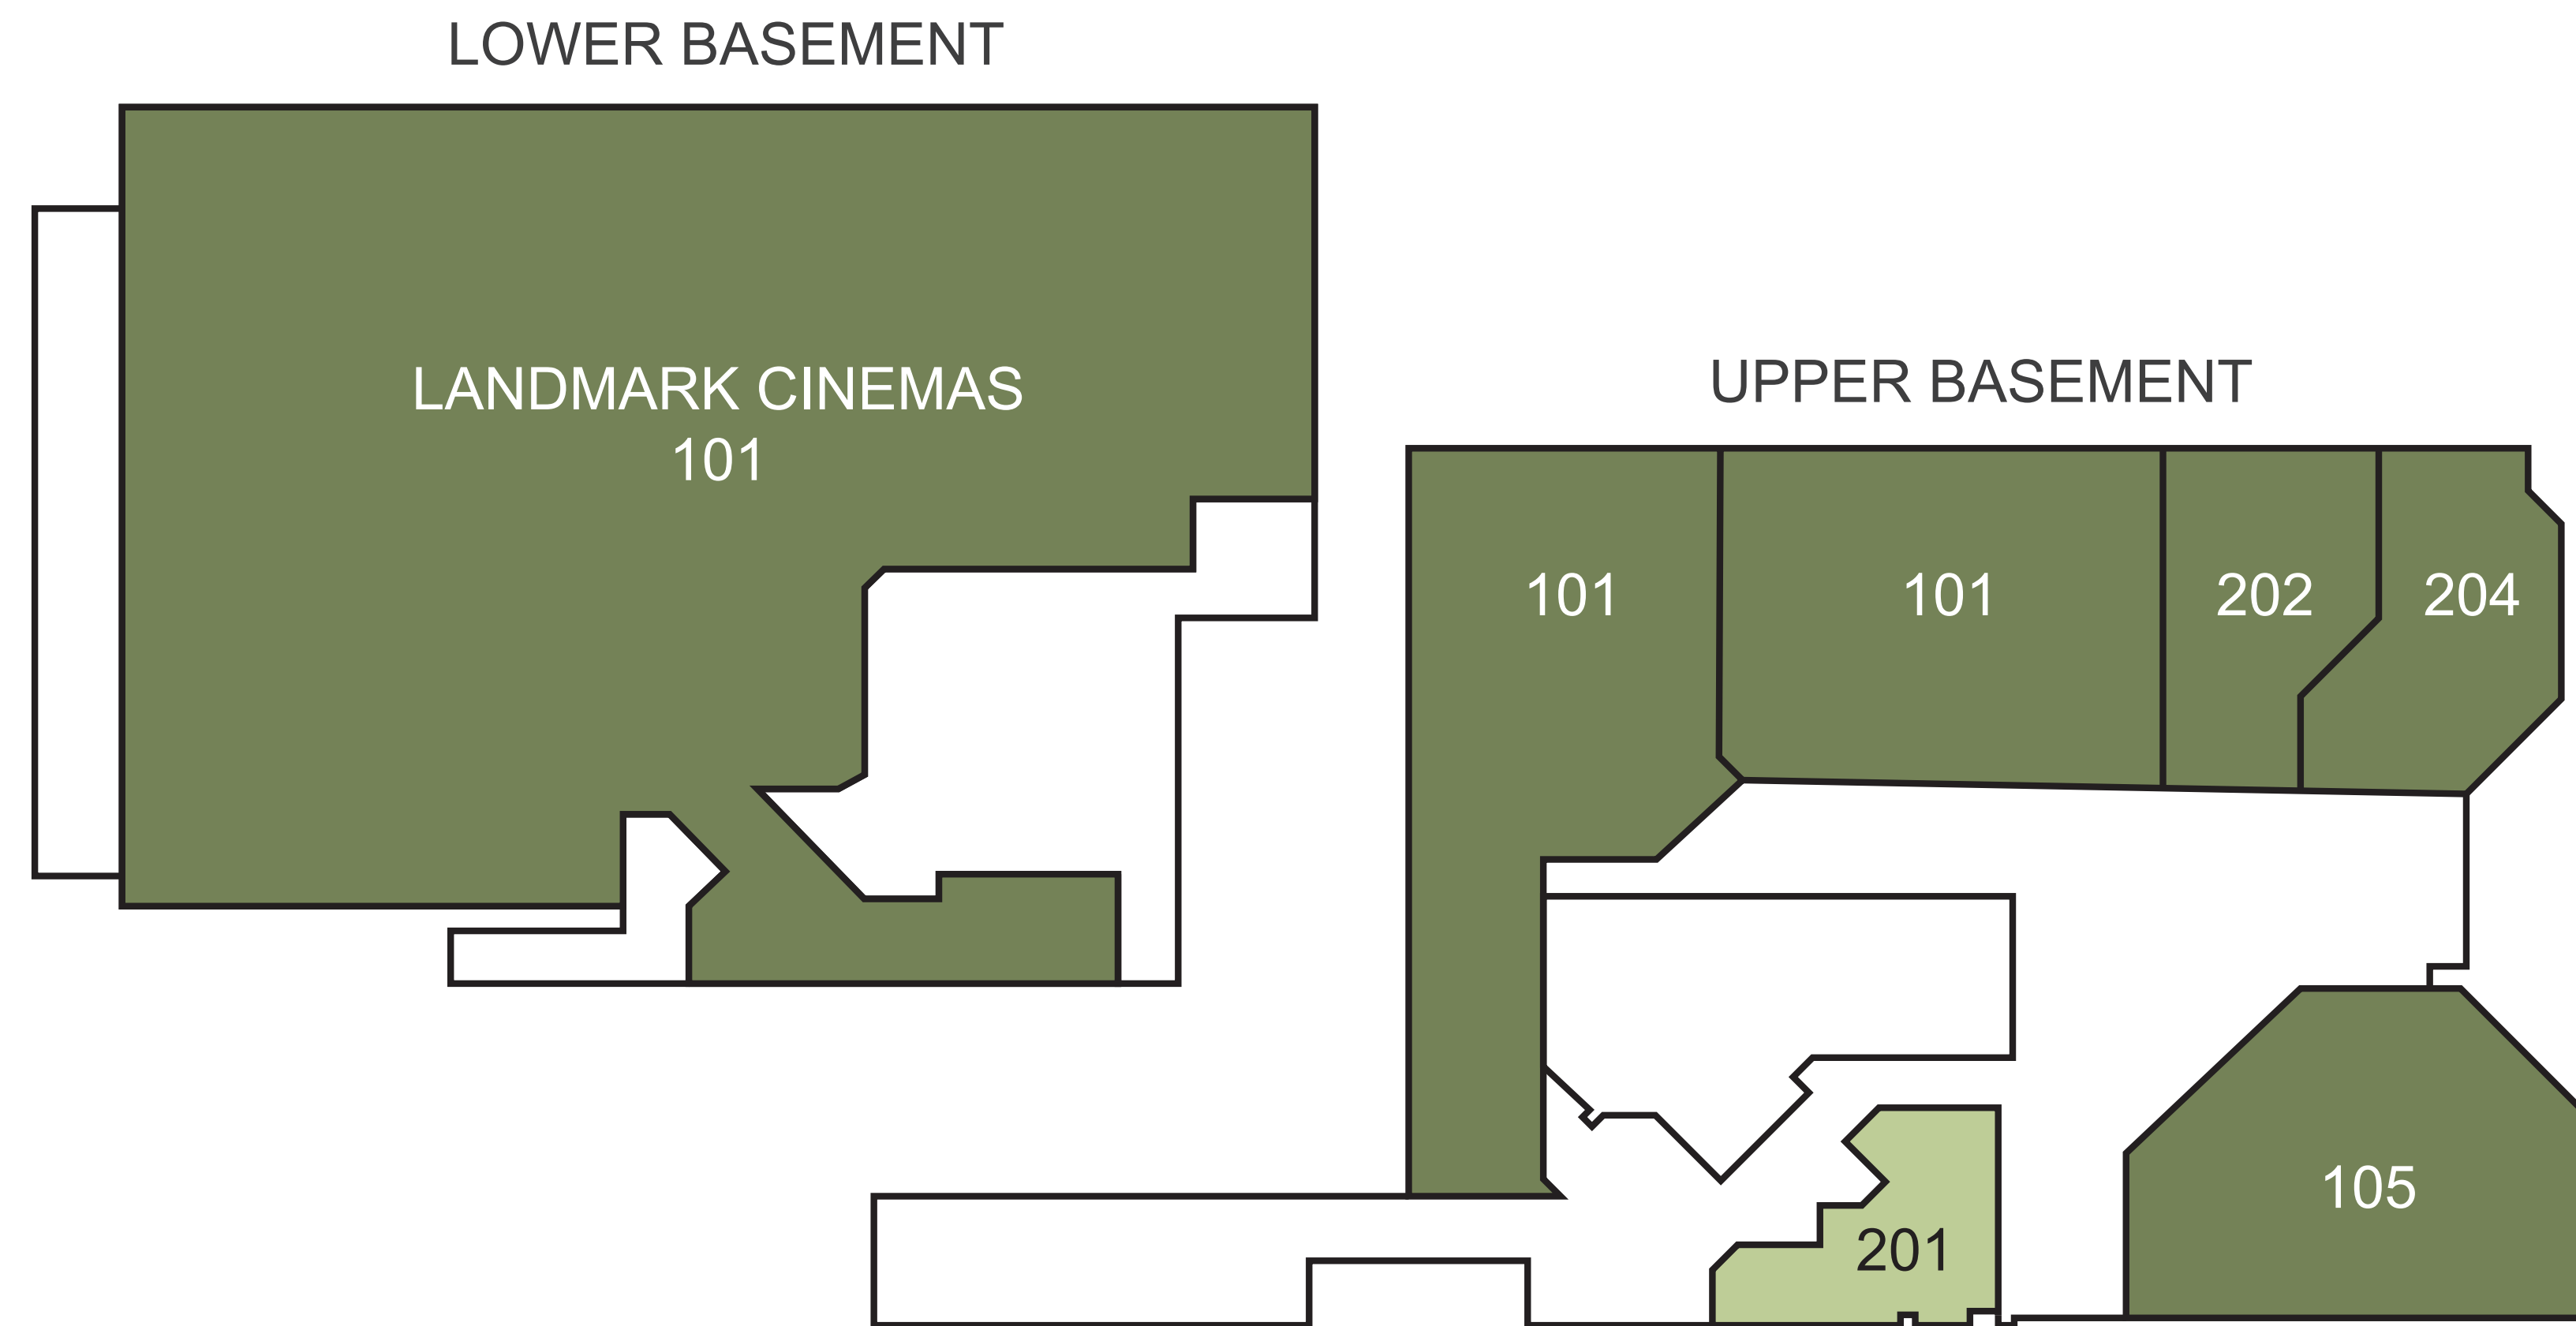 LOWER BASEMENT
LANDMARK CINEMAS
101
UPPER BASEMENT
101
101
202
204
105
201